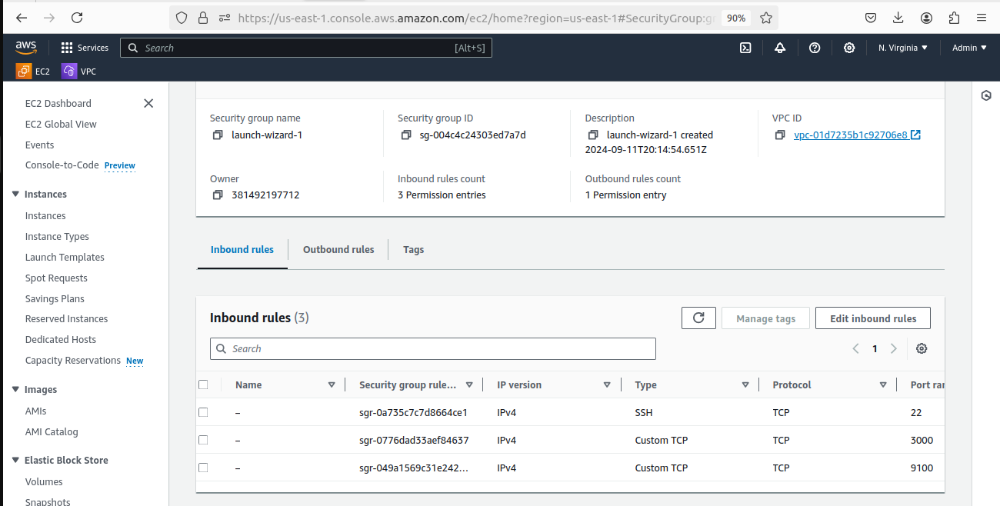 https://us-east-1.console.aws.amazon.com/ec2/home?region=us-east-1#SecurityGroup:gr 90%
aws Services Search [Alt+S] N. Virginia Admin
EC2 VPC
EC2 Dashboard
EC2 Global View
Events
Console-to-Code Preview
Instances
Instances
Instance Types
Launch Templates
Spot Requests
Savings Plans
Reserved Instances
Dedicated Hosts
Capacity Reservations New
Images
AMIs
AMI Catalog
Elastic Block Store
Volumes
Snapshots
Security group name
launch-wizard-1
Security group ID
sg-004c4c24303ed7a7d
Description
launch-wizard-1 created
2024-09-11T20:14:54.651Z
VPC ID
vpc-01d7235b1c92706e8
Owner
381492197712
Inbound rules count
3 Permission entries
Outbound rules count
1 Permission entry
Inbound rules Outbound rules Tags
Inbound rules (3) Manage tags Edit inbound rules
Search 1
Name Security group rule... IP version Type Protocol Port ran
– sgr-0a735c7c7d8664ce1 IPv4 SSH TCP 22
– sgr-0776dad33aef84637 IPv4 Custom TCP TCP 3000
– sgr-049a1569c31e242... IPv4 Custom TCP TCP 9100